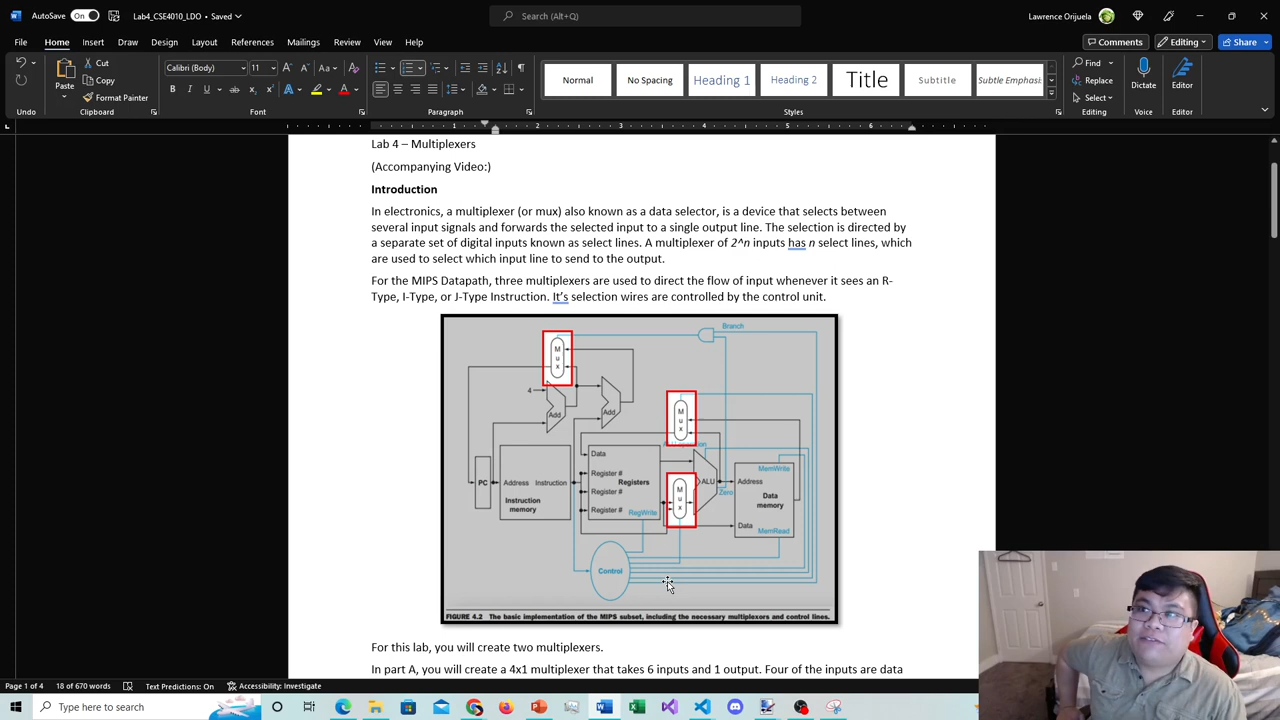 AutoSave On Lab4_CSE4010_LDO • Saved Search (Alt+Q) Lawrence Orijuela
File Home Insert Draw Design Layout References Mailings Review View Help Comments Editing Share
Paste Cut Copy Format Painter
Calibri (Body) 11
Normal No Spacing Heading 1 Heading 2 Title Subtitle Subtle Emphasis
Find Replace Select Dictate Editor
Undo Clipboard Font Paragraph Styles Editing Voice Editor
1 2 3 4 5 6
Lab 4 – Multiplexers
(Accompanying Video:)
Introduction
In electronics, a multiplexer (or mux) also known as a data selector, is a device that selects between
several input signals and forwards the selected input to a single output line. The selection is directed by
a separate set of digital inputs known as select lines. A multiplexer of 2^n inputs has n select lines, which
are used to select which input line to send to the output.
For the MIPS Datapath, three multiplexers are used to direct the flow of input whenever it sees an R-
Type, I-Type, or J-Type Instruction. It’s selection wires are controlled by the control unit.
Branch
Mux
4
Add
Add
Mux
ALU operation
Data
PC Address Instruction Register # Registers Mux ALU Address MemWrite
Instruction memory Register # Zero Data memory
Register # RegWrite Data MemRead
Control
FIGURE 4.2 The basic implementation of the MIPS subset, including the necessary multiplexors and control lines.
For this lab, you will create two multiplexers.
In part A, you will create a 4x1 multiplexer that takes 6 inputs and 1 output. Four of the inputs are data
Page 1 of 4 18 of 670 words Text Predictions: On Accessibility: Investigate
Type here to search